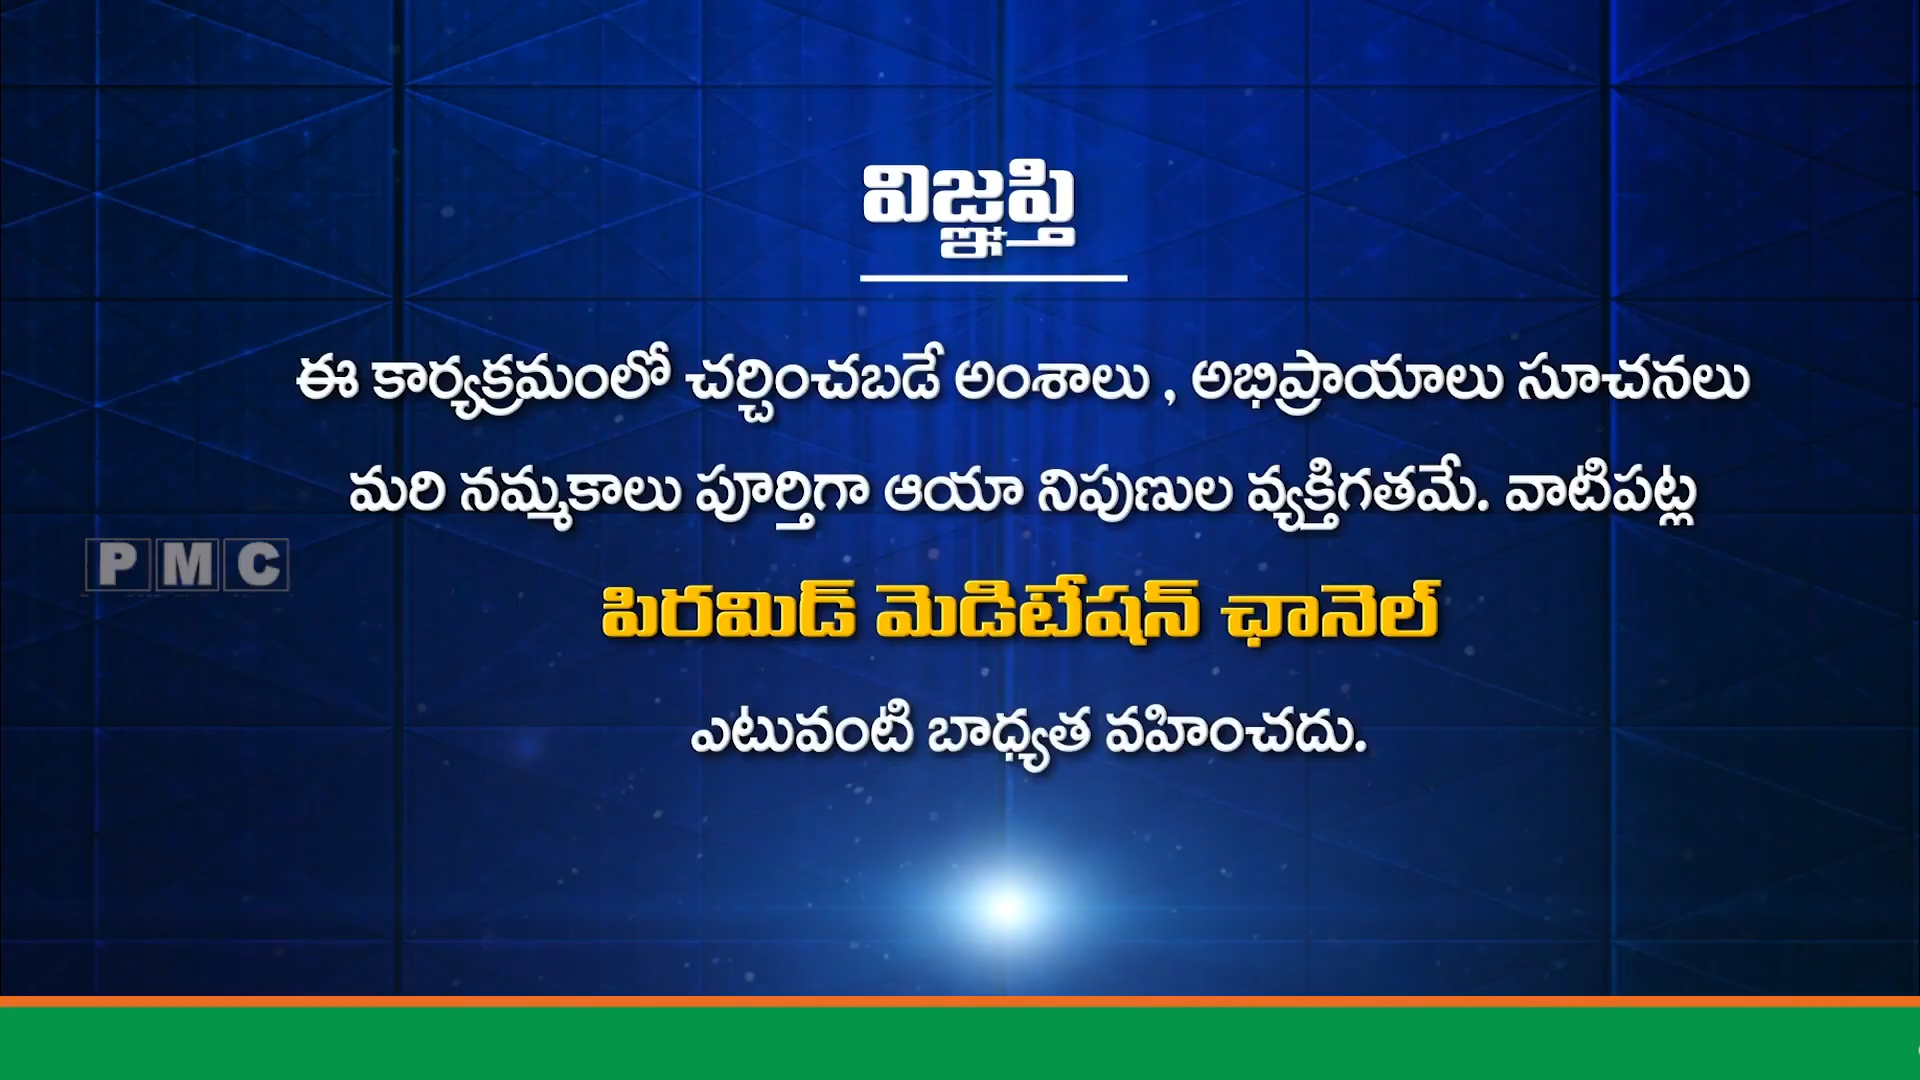 విజ్ఞప్తి
ఈ కార్యక్రమంలో చర్చించబడే అంశాలు , అభిప్రాయాలు సూచనలు
మరి నమ్మకాలు పూర్తిగా ఆయా నిపుణుల వ్యక్తిగతమే. వాటిపట్ల
PMC
పిరమిడ్ మెడిటేషన్ ఛానెల్
ఎటువంటి బాధ్యత వహించదు.